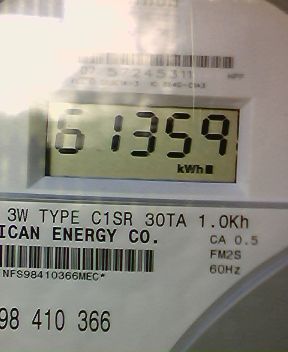 57245311
61359
kWh
3W TYPE C1SR 30TA 1.0Kh
ICAN ENERGY CO.
CA 0.5
FM2S
NFS98410366MEC*
60Hz
98 410 366